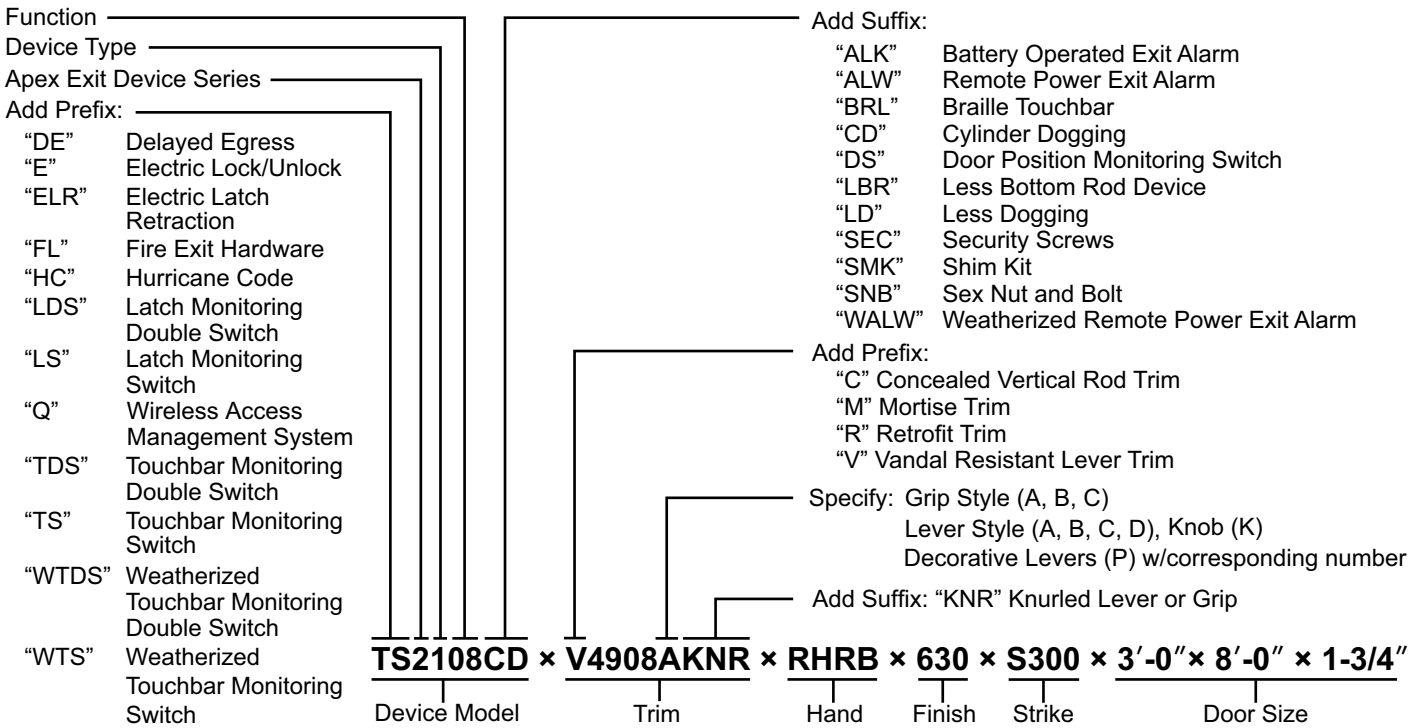 Function
Device Type
Apex Exit Device Series
Add Prefix:
“DE” Delayed Egress
“E” Electric Lock/Unlock
“ELR” Electric Latch
Retraction
“FL” Fire Exit Hardware
“HC” Hurricane Code
“LDS” Latch Monitoring
Double Switch
“LS” Latch Monitoring
Switch
“Q” Wireless Access
Management System
“TDS” Touchbar Monitoring
Double Switch
“TS” Touchbar Monitoring
Switch
“WTDS” Weatherized
Touchbar Monitoring
Double Switch
“WTS” Weatherized
Touchbar Monitoring
Switch
Add Suffix:
“ALK” Battery Operated Exit Alarm
“ALW” Remote Power Exit Alarm
“BRL” Braille Touchbar
“CD” Cylinder Dogging
“DS” Door Position Monitoring Switch
“LBR” Less Bottom Rod Device
“LD” Less Dogging
“SEC” Security Screws
“SMK” Shim Kit
“SNB” Sex Nut and Bolt
“WALW” Weatherized Remote Power Exit Alarm
Add Prefix:
“C” Concealed Vertical Rod Trim
“M” Mortise Trim
“R” Retrofit Trim
“V” Vandal Resistant Lever Trim
Specify: Grip Style (A, B, C)
Lever Style (A, B, C, D), Knob (K)
Decorative Levers (P) w/corresponding number
Add Suffix: “KNR” Knurled Lever or Grip
TS2108CD × V4908AKNR × RHRB × 630 × S300 × 3′-0″× 8′-0″ × 1-3/4″
Device Model Trim Hand Finish Strike Door Size